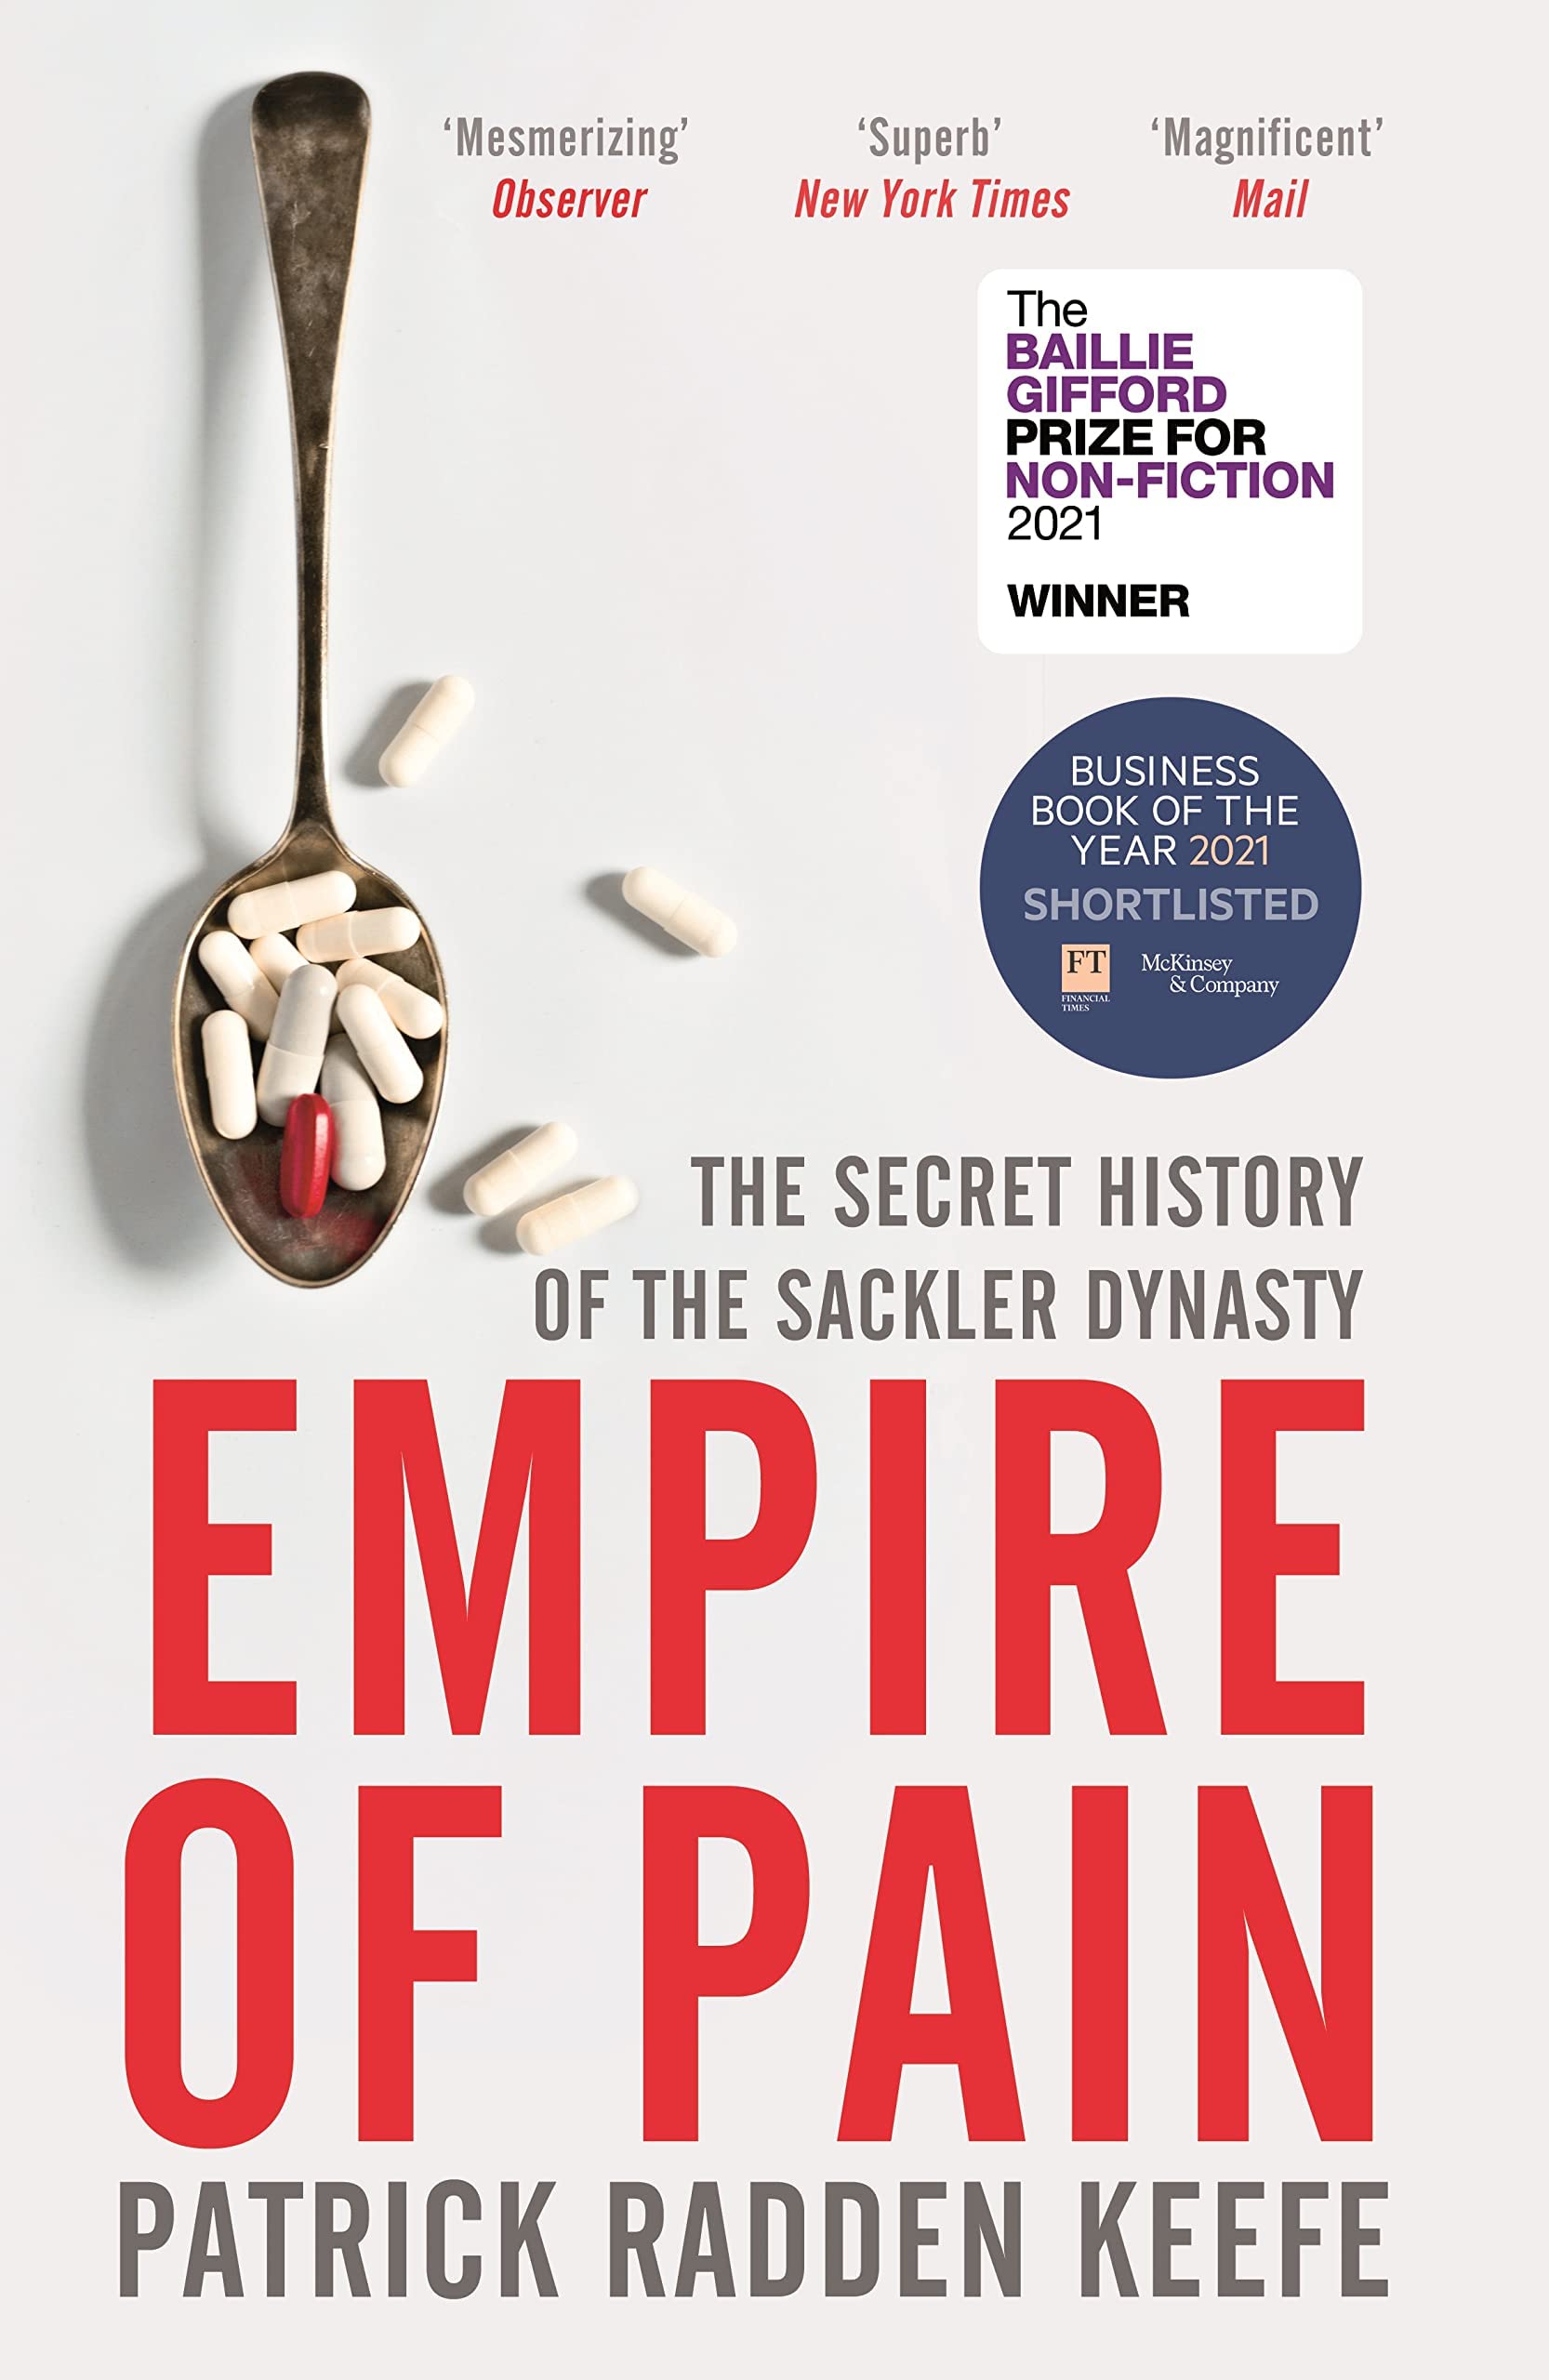 ‘Mesmerizing’
Observer
‘Superb’
New York Times
‘Magnificent’
Mail
The
BAILLIE
GIFFORD
PRIZE FOR
NON-FICTION
2021
WINNER
BUSINESS
BOOK OF THE
YEAR 2021
SHORTLISTED
FT
FINANCIAL
TIMES
McKinsey
& Company
THE SECRET HISTORY
OF THE SACKLER DYNASTY
EMPIRE
OF PAIN
PATRICK RADDEN KEEFE